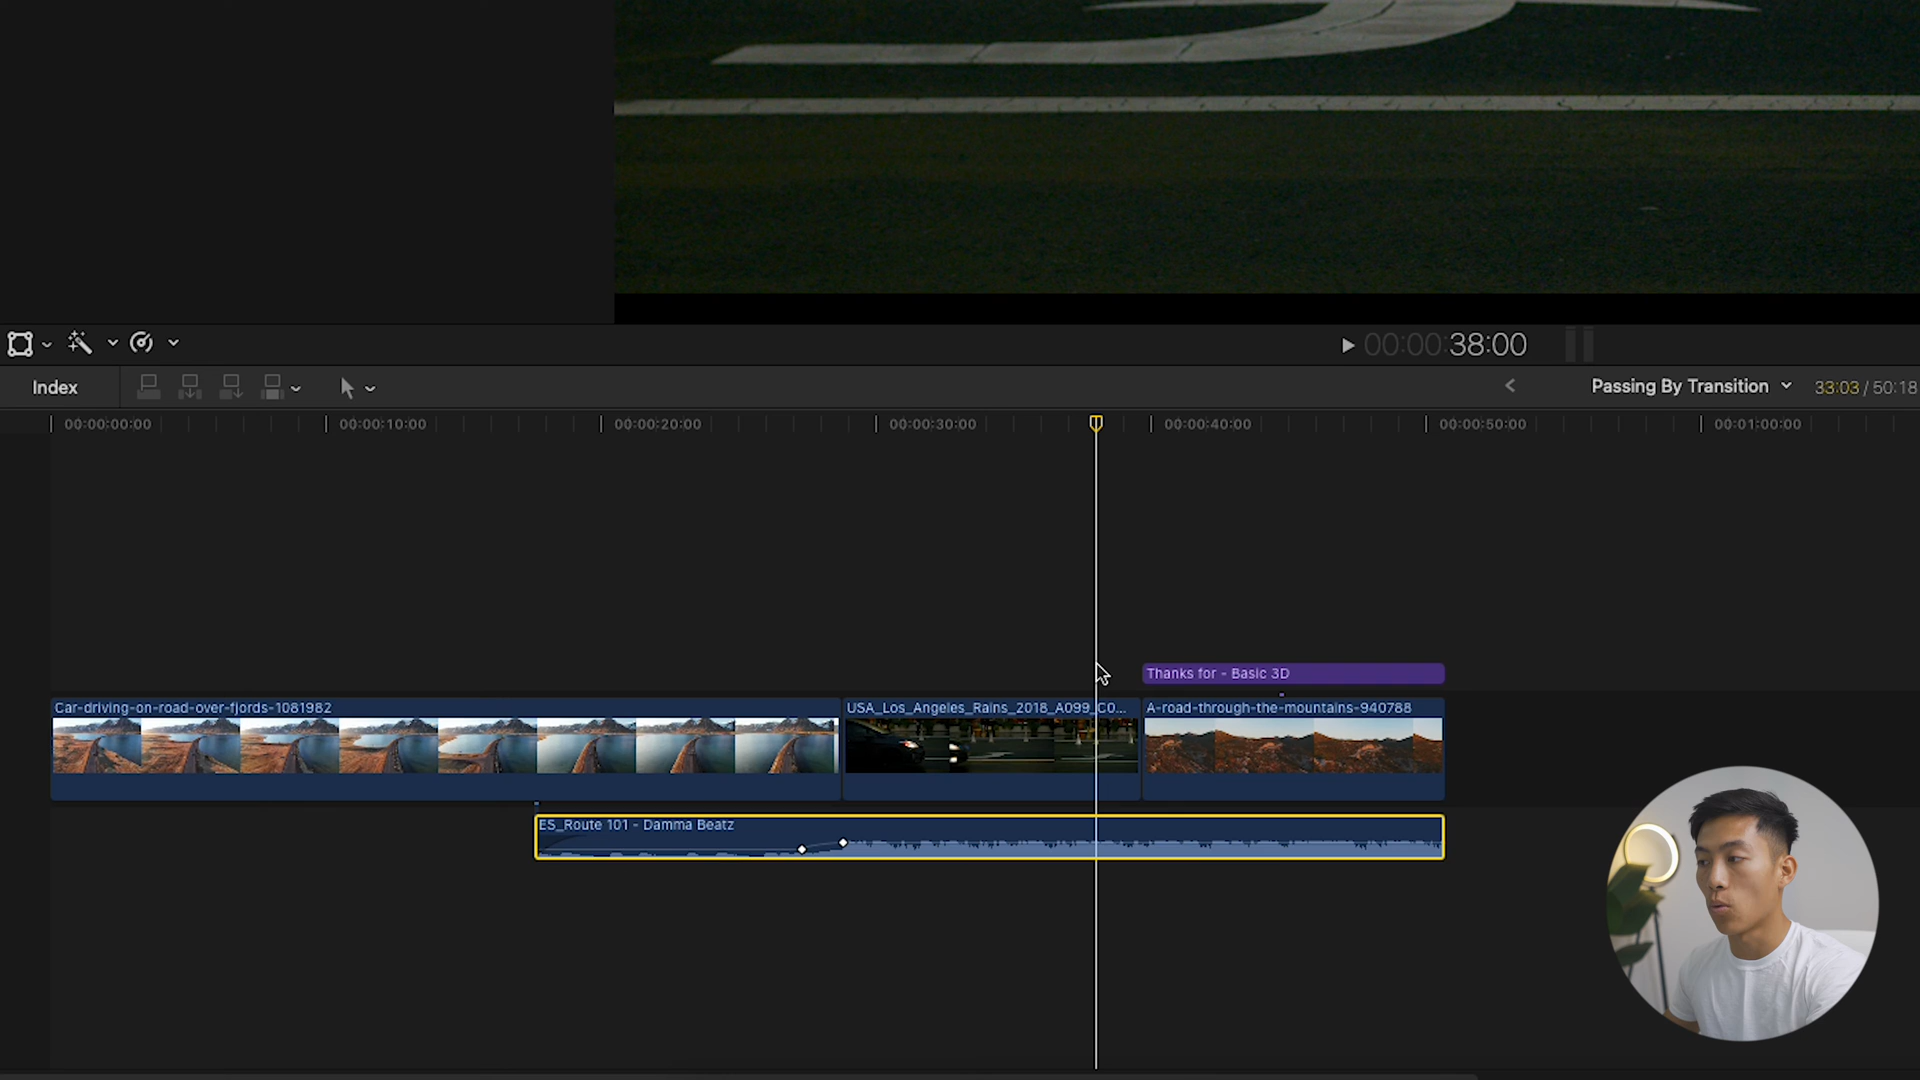 00:00:38:00
Index
Passing By Transition
33:03 / 50:18
00:00:00:00
00:00:10:00
00:00:20:00
00:00:30:00
00:00:40:00
00:00:50:00
00:01:00:00
Thanks for - Basic 3D
Car-driving-on-road-over-fjords-1081982
USA_Los_Angeles_Rains_2018_A099_C0...
A-road-through-the-mountains-940788
ES_Route 101 - Damma Beatz